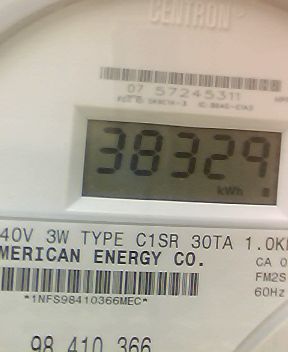 CENTRON
07 57245311
38329
kWh
40V 3W TYPE C1SR 30TA 1.0K
MERICAN ENERGY CO.
CA 0
FM2S
60Hz
*1NFS98410366MEC*
98 410 366